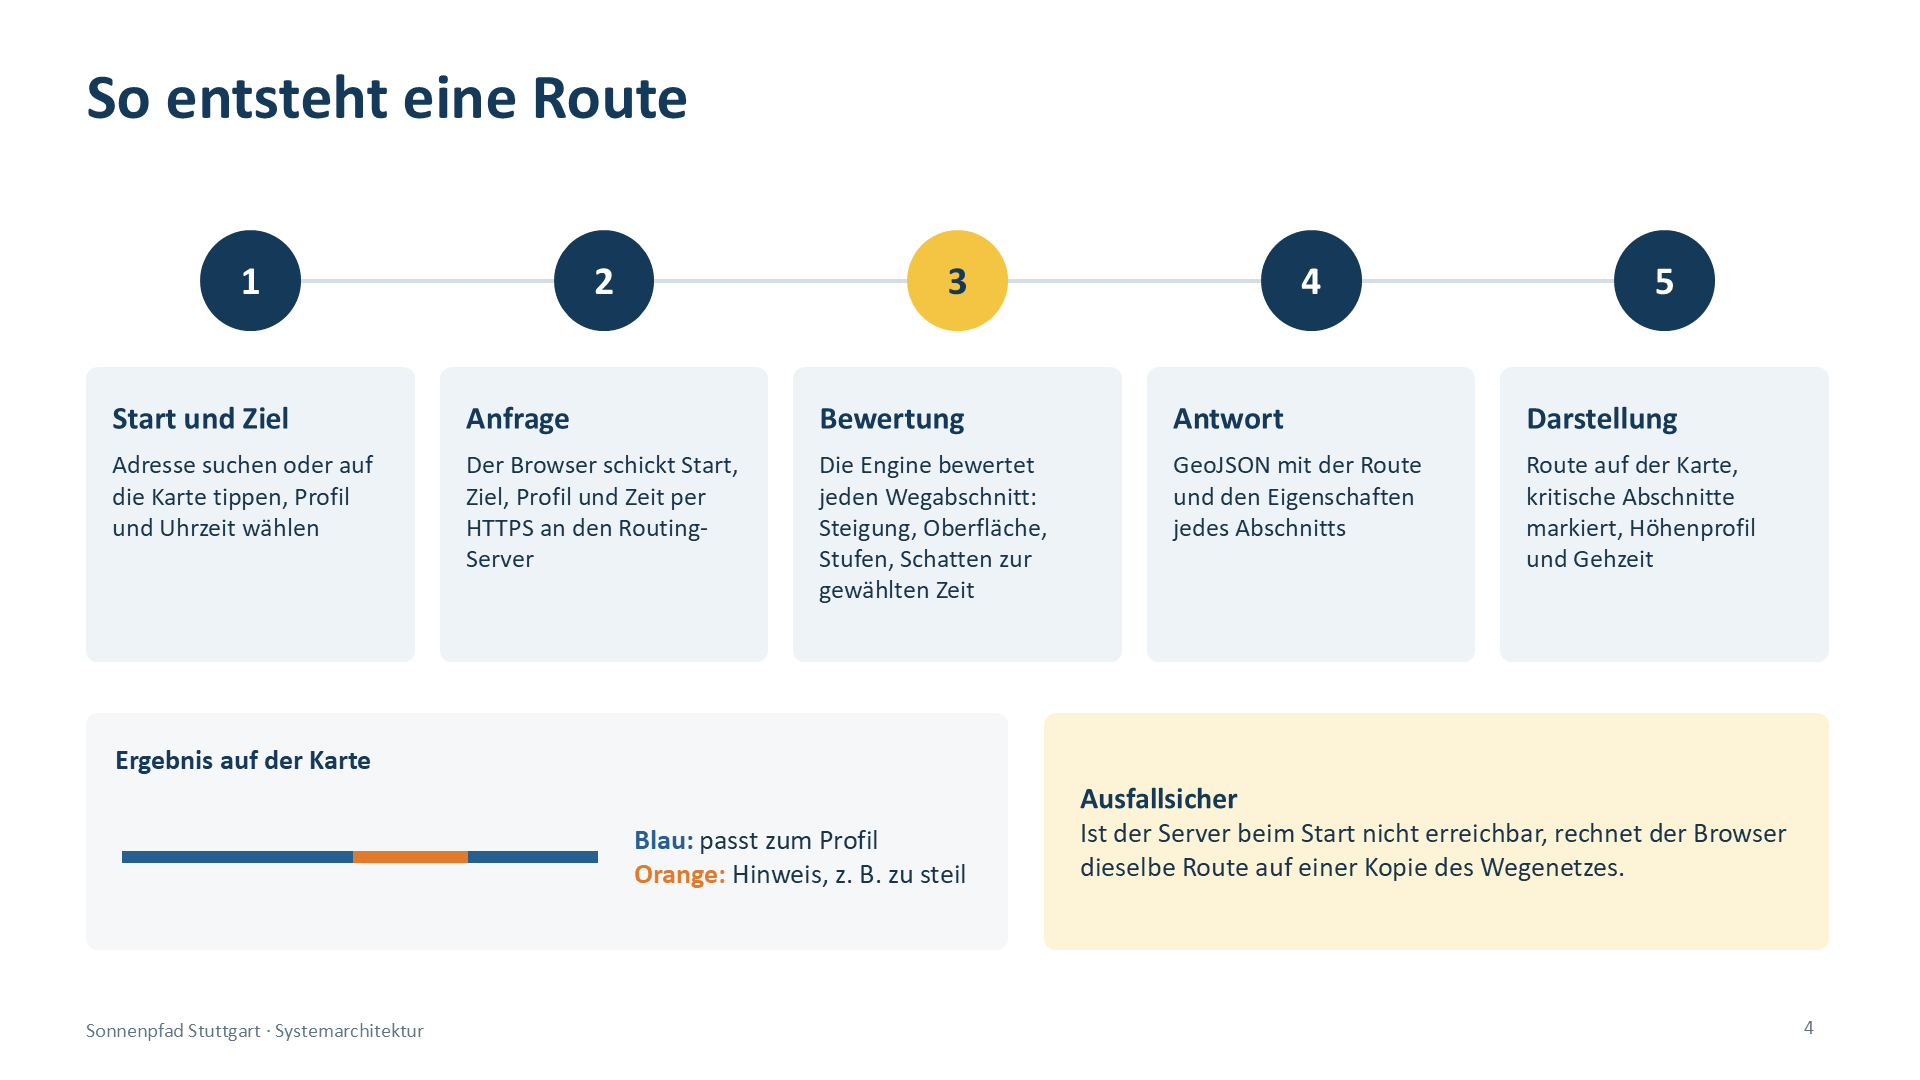 So entsteht eine Route
1
2
3
4
5
Start und Ziel
Adresse suchen oder auf
die Karte tippen, Profil
und Uhrzeit wählen
Anfrage
Der Browser schickt Start,
Ziel, Profil und Zeit per
HTTPS an den Routing-
Server
Bewertung
Die Engine bewertet
jeden Wegabschnitt:
Steigung, Oberfläche,
Stufen, Schatten zur
gewählten Zeit
Antwort
GeoJSON mit der Route
und den Eigenschaften
jedes Abschnitts
Darstellung
Route auf der Karte,
kritische Abschnitte
markiert, Höhenprofil
und Gehzeit
Ergebnis auf der Karte
Blau: passt zum Profil
Orange: Hinweis, z. B. zu steil
Ausfallsicher
Ist der Server beim Start nicht erreichbar, rechnet der Browser
dieselbe Route auf einer Kopie des Wegenetzes.
Sonnenpfad Stuttgart · Systemarchitektur
4